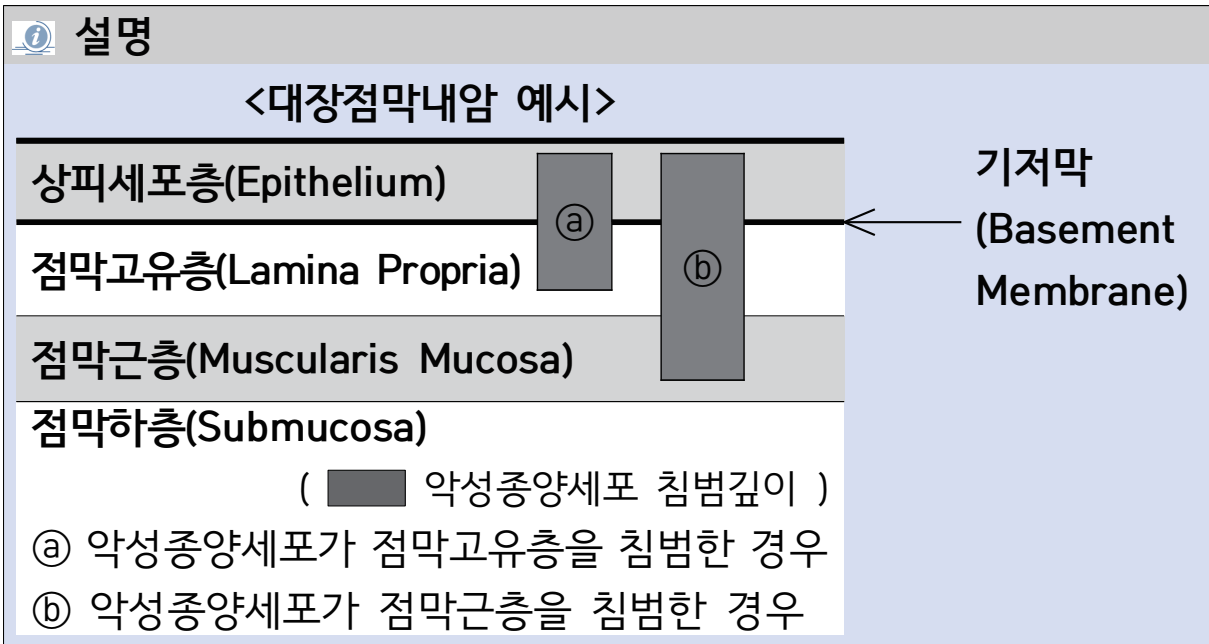 설명
<대장점막내암 예시>
상피세포층(Epithelium)
ⓐ
기저막
(Basement
Membrane)
점막고유층(Lamina Propria)
ⓑ
점막근층(Muscularis Mucosa)
점막하층(Submucosa)
( 악성종양세포 침범깊이 )
ⓐ 악성종양세포가 점막고유층을 침범한 경우
ⓑ 악성종양세포가 점막근층을 침범한 경우